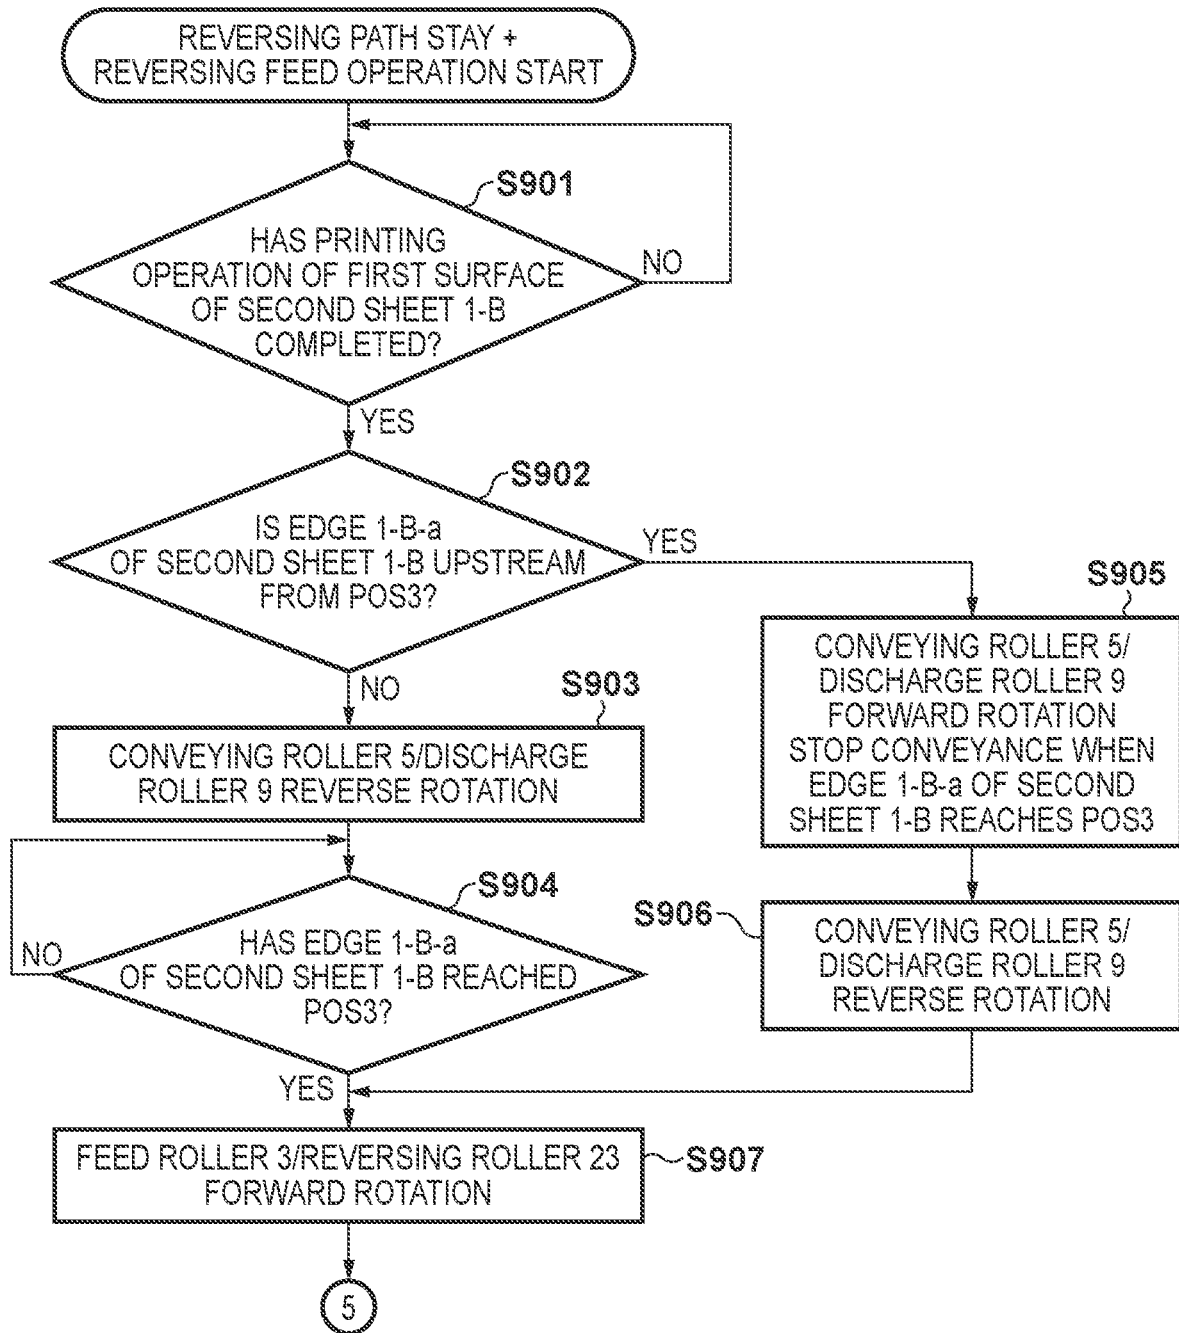 REVERSING PATH STAY +
REVERSING FEED OPERATION START
S901
HAS PRINTING
OPERATION OF FIRST SURFACE
OF SECOND SHEET 1-B
COMPLETED?
NO
YES
S902
IS EDGE 1-B-a
OF SECOND SHEET 1-B UPSTREAM
FROM POS3?
YES
NO
S905
CONVEYING ROLLER 5/
DISCHARGE ROLLER 9
FORWARD ROTATION
STOP CONVEYANCE WHEN
EDGE 1-B-a OF SECOND
SHEET 1-B REACHES POS3
S903
CONVEYING ROLLER 5/DISCHARGE
ROLLER 9 REVERSE ROTATION
S904
HAS EDGE 1-B-a
OF SECOND SHEET 1-B REACHED
POS3?
NO
YES
S906
CONVEYING ROLLER 5/
DISCHARGE ROLLER 9
REVERSE ROTATION
FEED ROLLER 3/REVERSING ROLLER 23
FORWARD ROTATION
S907
5